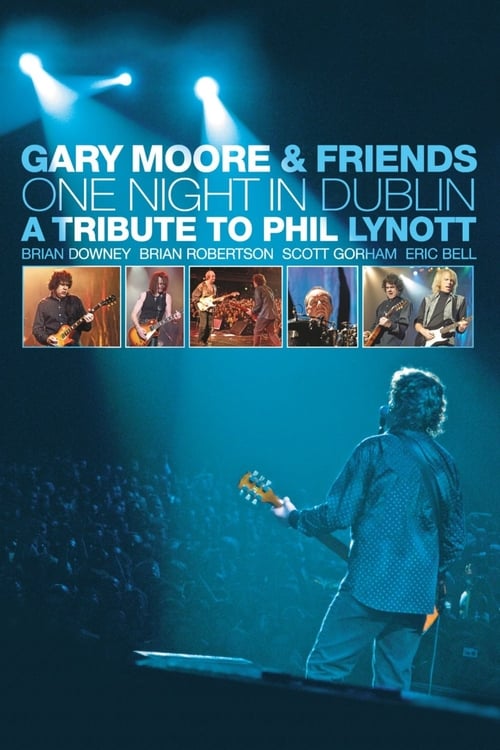 GARY MOORE & FRIENDS
ONE NIGHT IN DUBLIN
A TRIBUTE TO PHIL LYNOTT
BRIAN DOWNEY BRIAN ROBERTSON SCOTT GORHAM ERIC BELL